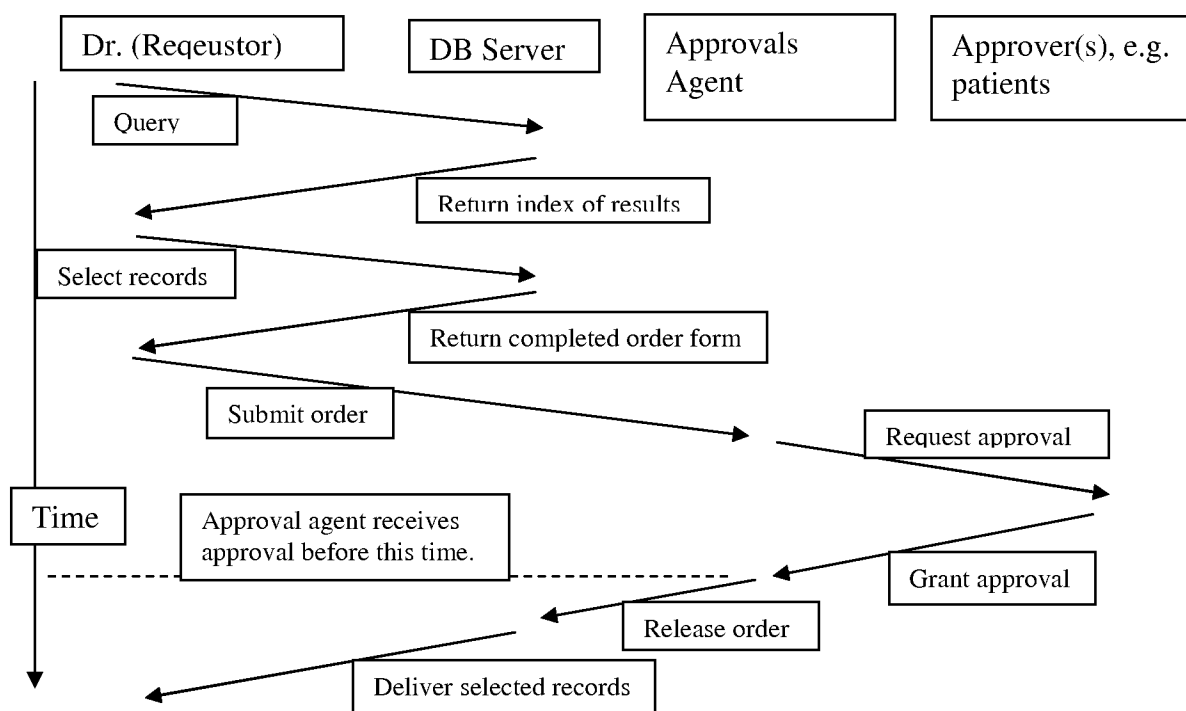 Dr. (Reqeustor)
DB Server
Approvals
Agent
Approver(s), e.g.
patients
Query
Return index of results
Select records
Return completed order form
Submit order
Request approval
Time
Approval agent receives
approval before this time.
Grant approval
Release order
Deliver selected records